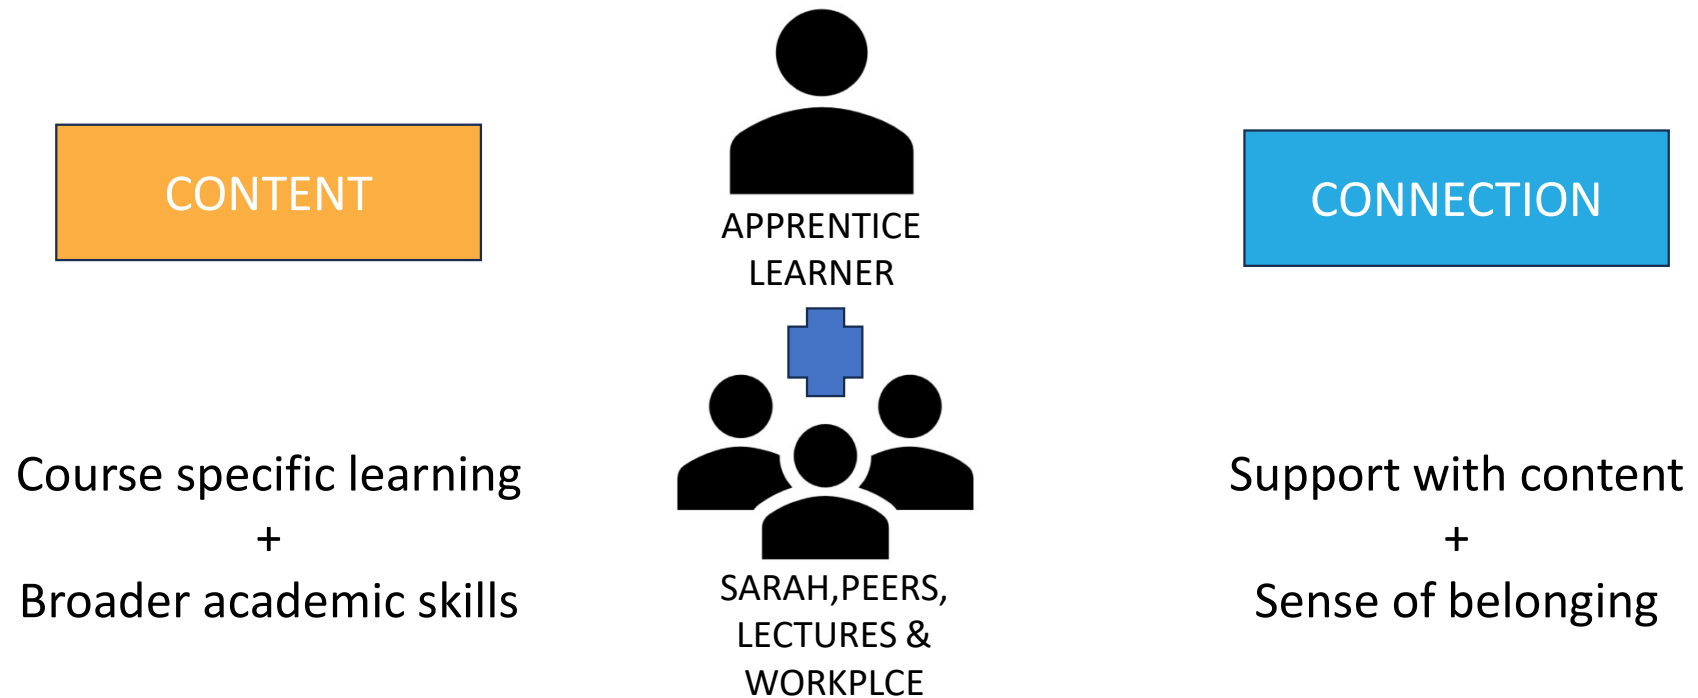 CONTENT
Course specific learning
+
Broader academic skills
APPRENTICE
LEARNER
SARAH,PEERS,
LECTURES &
WORKPLCE
CONNECTION
Support with content
+
Sense of belonging